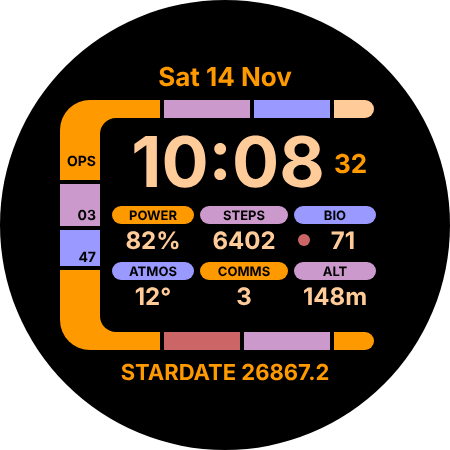 Sat 14 Nov
OPS
10:08 32
03
POWER STEPS BIO
82% 6402 71
47
ATMOS COMMS ALT
12° 3 148m
STARDATE 26867.2